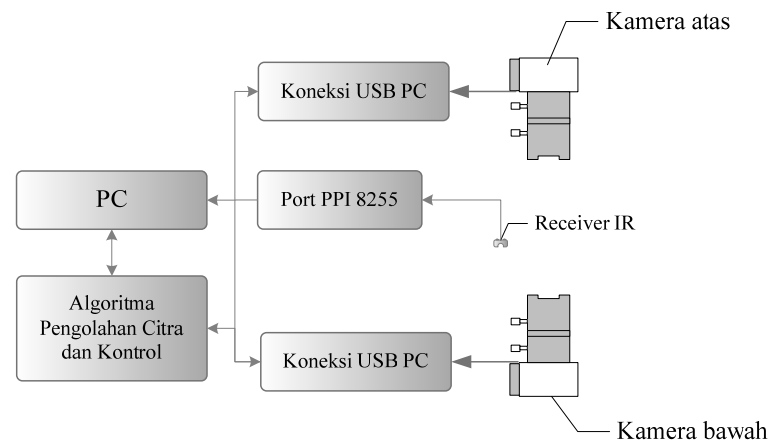 Kamera atas
Koneksi USB PC
PC
Port PPI 8255
Receiver IR
Algoritma
Pengolahan Citra
dan Kontrol
Koneksi USB PC
Kamera bawah